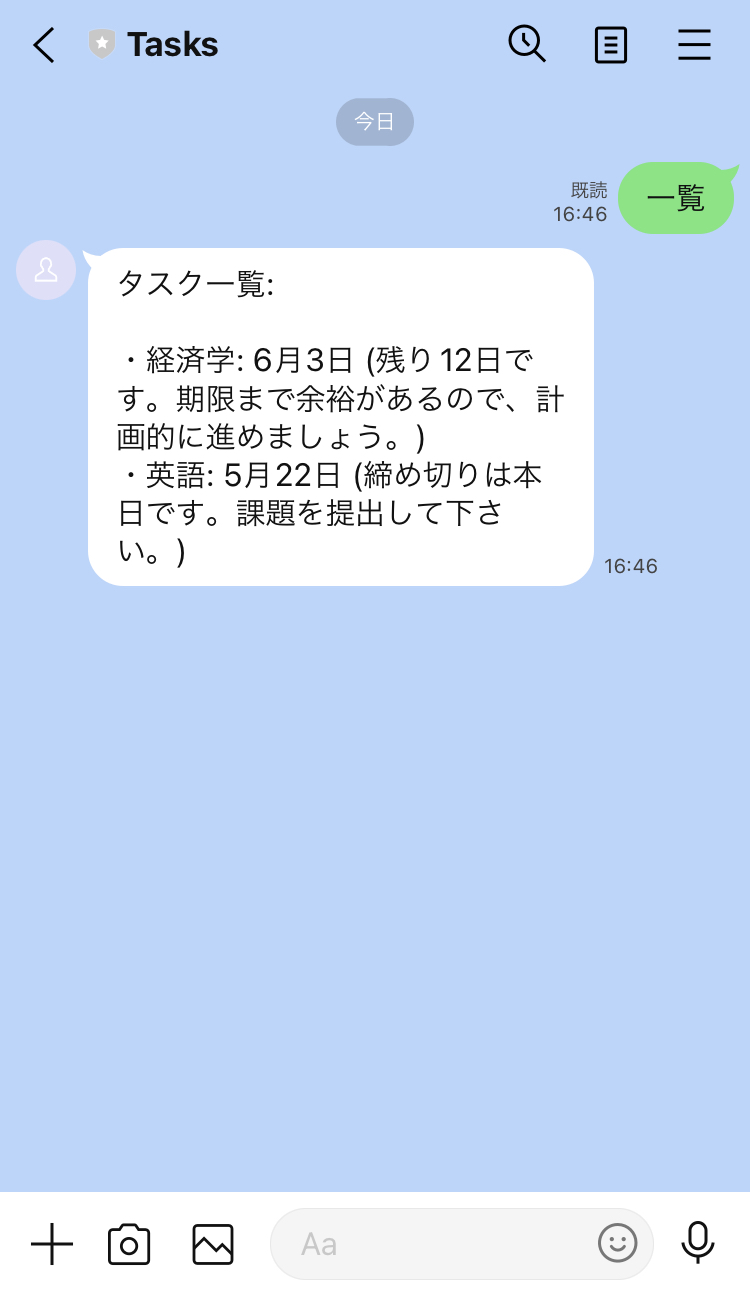 Tasks
今日
一覧
既読
16:46
タスク一覧:
・経済学: 6月3日 (残り12日で
す。期限まで余裕があるので、計
画的に進めましょう。)
・英語: 5月22日 (締め切りは本
日です。課題を提出して下さ
い。)
16:46
Aa